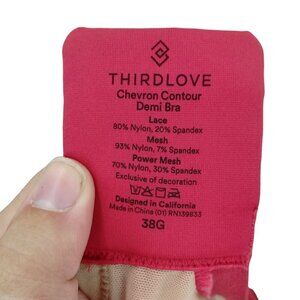 THIRDLOVE
Chevron Contour
Demi Bra
Lace
80% Nylon, 20% Spandex
Mesh
93% Nylon, 7% Spandex
Power Mesh
70% Nylon, 30% Spandex
Exclusive of decoration
Designed in California
Made in China (01) RN139833
38G